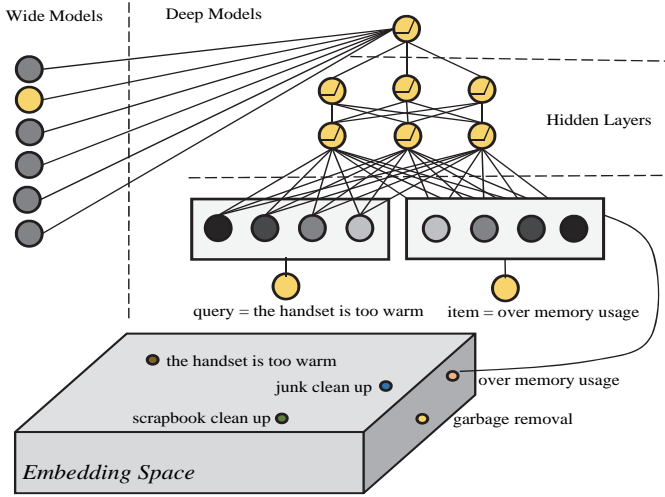 Wide Models
Deep Models
Hidden Layers
query = the handset is too warm
item = over memory usage
the handset is too warm
junk clean up
over memory usage
scrapbook clean up
garbage removal
Embedding Space